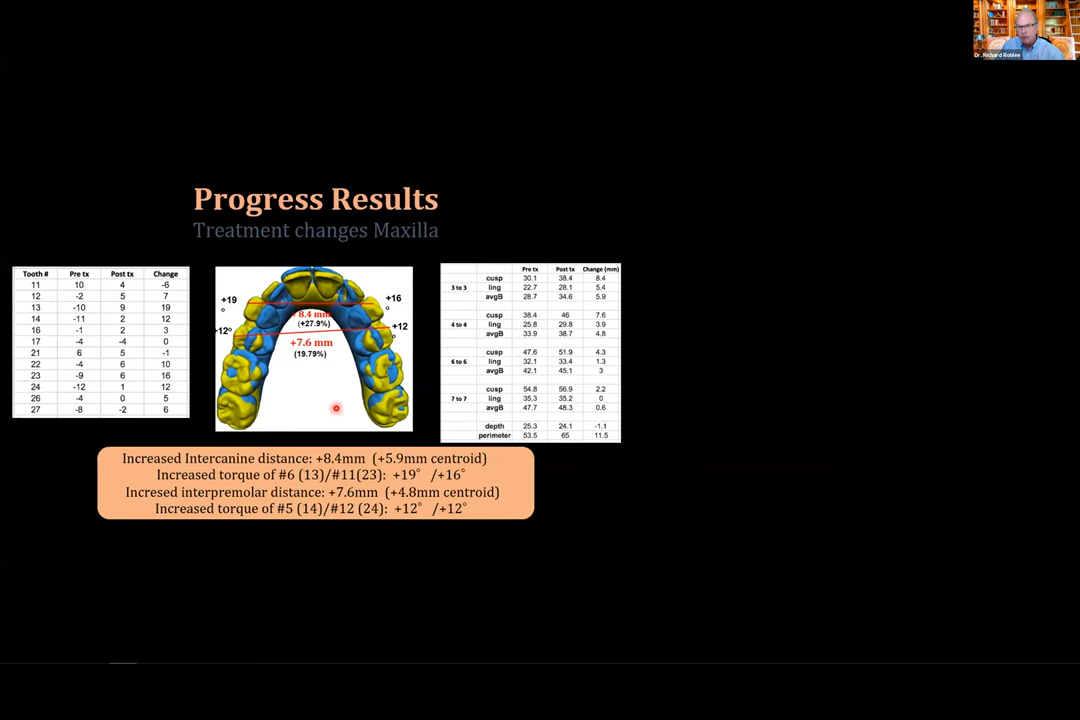 Dr. Richard Roblee
Progress Results
Treatment changes Maxilla
Tooth # Pre tx Post tx Change
11 10 4 -6
12 -2 5 7
13 -10 9 19
14 -11 2 12
16 -1 2 3
17 -4 -4 0
21 6 5 -1
22 -4 6 10
23 -9 6 16
24 -12 1 12
26 -4 0 5
27 -8 -2 6
+19 °
+16 °
8.4 mm
(+27.9%)
12°
+12 °
+7.6 mm
(19.79%)
Pre tx Post tx Change (mm)
cusp 30.1 38.4 8.4
3 to 3 ling 22.7 28.1 5.4
avgB 28.7 34.6 5.9
cusp 38.4 46 7.6
4 to 4 ling 25.8 29.8 3.9
avgB 33.9 38.7 4.8
cusp 47.6 51.9 4.3
6 to 6 ling 32.1 33.4 1.3
avgB 42.1 45.1 3
cusp 54.8 56.9 2.2
7 to 7 ling 35.3 35.2 0
avgB 47.7 48.3 0.6
depth 25.3 24.1 -1.1
perimeter 53.5 65 11.5
Increased Intercanine distance: +8.4mm (+5.9mm centroid)
Increased torque of #6 (13)/#11(23): +19° /+16°
Incresed interpremolar distance: +7.6mm (+4.8mm centroid)
Increased torque of #5 (14)/#12 (24): +12° /+12°